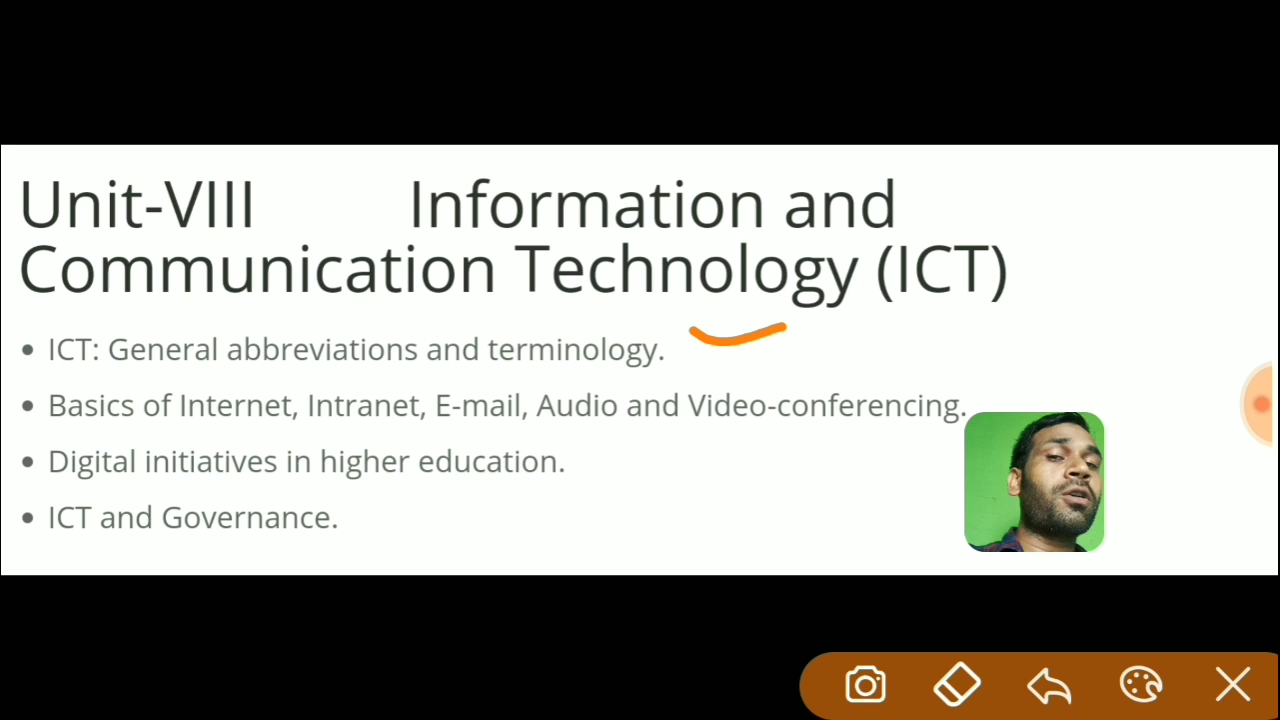 Unit-VIII Information and
Communication Technology (ICT)
• ICT: General abbreviations and terminology.
• Basics of Internet, Intranet, E-mail, Audio and Video-conferencing.
• Digital initiatives in higher education.
• ICT and Governance.